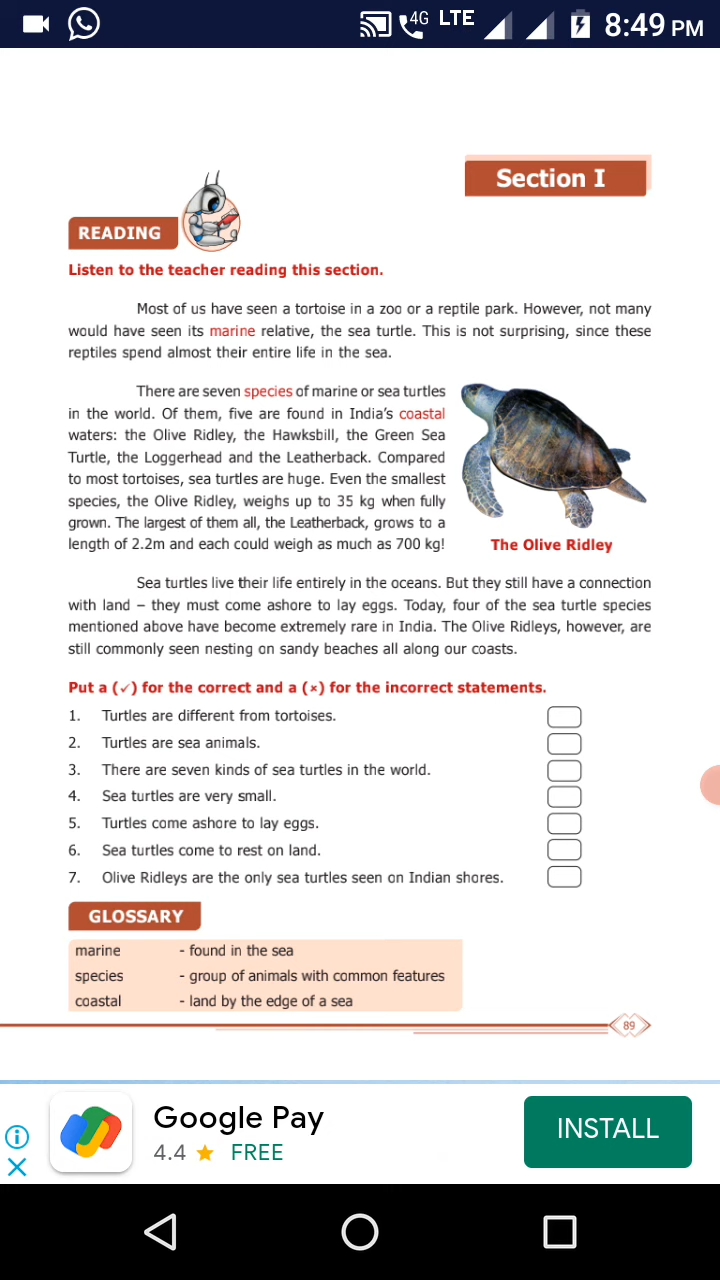 4G LTE 8:49 PM
Section I
READING
Listen to the teacher reading this section.
Most of us have seen a tortoise in a zoo or a reptile park. However, not many
would have seen its marine relative, the sea turtle. This is not surprising, since these
reptiles spend almost their entire life in the sea.
There are seven species of marine or sea turtles
in the world. Of them, five are found in India's coastal
waters: the Olive Ridley, the Hawksbill, the Green Sea
Turtle, the Loggerhead and the Leatherback. Compared
to most tortoises, sea turtles are huge. Even the smallest
species, the Olive Ridley, weighs up to 35 kg when fully
grown. The largest of them all, the Leatherback, grows to a
length of 2.2m and each could weigh as much as 700 kg!
The Olive Ridley
Sea turtles live their life entirely in the oceans. But they still have a connection
with land – they must come ashore to lay eggs. Today, four of the sea turtle species
mentioned above have become extremely rare in India. The Olive Ridleys, however, are
still commonly seen nesting on sandy beaches all along our coasts.
Put a (✓) for the correct and a (×) for the incorrect statements.
1. Turtles are different from tortoises.
2. Turtles are sea animals.
3. There are seven kinds of sea turtles in the world.
4. Sea turtles are very small.
5. Turtles come ashore to lay eggs.
6. Sea turtles come to rest on land.
7. Olive Ridleys are the only sea turtles seen on Indian shores.
GLOSSARY
marine - found in the sea
species - group of animals with common features
coastal - land by the edge of a sea
89
Google Pay
4.4 ★ FREE
INSTALL